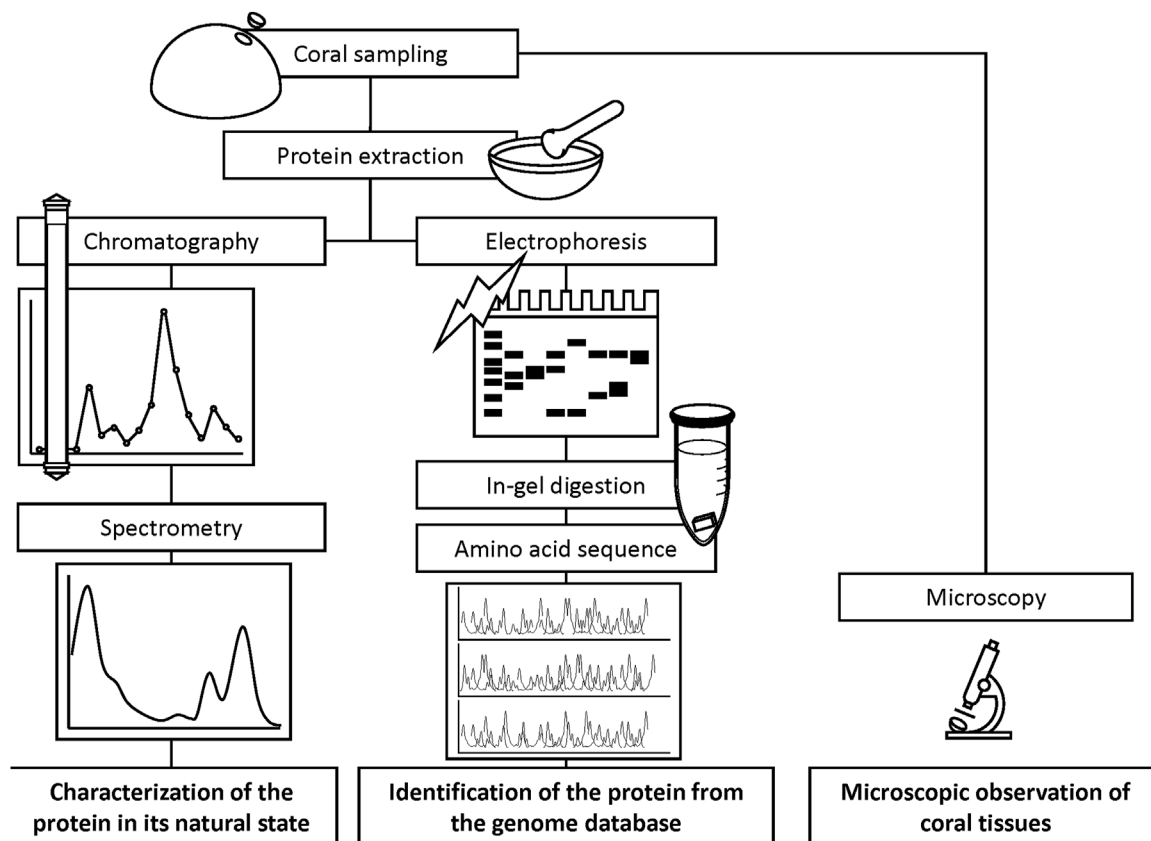 Coral sampling
Protein extraction
Chromatography
Electrophoresis
In-gel digestion
Spectrometry
Amino acid sequence
Microscopy
Characterization of the
protein in its natural state
Identification of the protein from
the genome database
Microscopic observation of
coral tissues